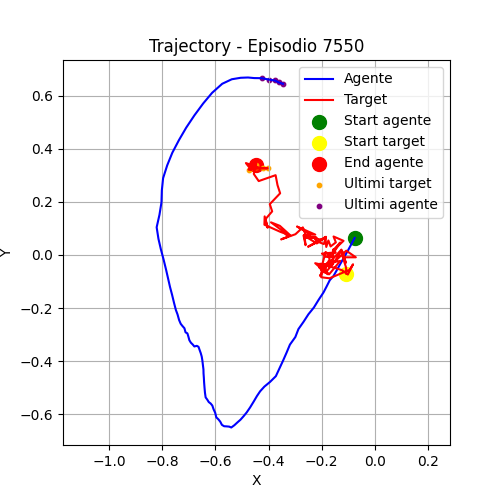 Trajectory - Episodio 7550
Agente
Target
Start agente
Start target
End agente
Ultimi target
Ultimi agente
0.6
0.4
0.2
0.0
−0.2
−0.4
−0.6
Y
−1.0 −0.8 −0.6 −0.4 −0.2 0.0 0.2
X